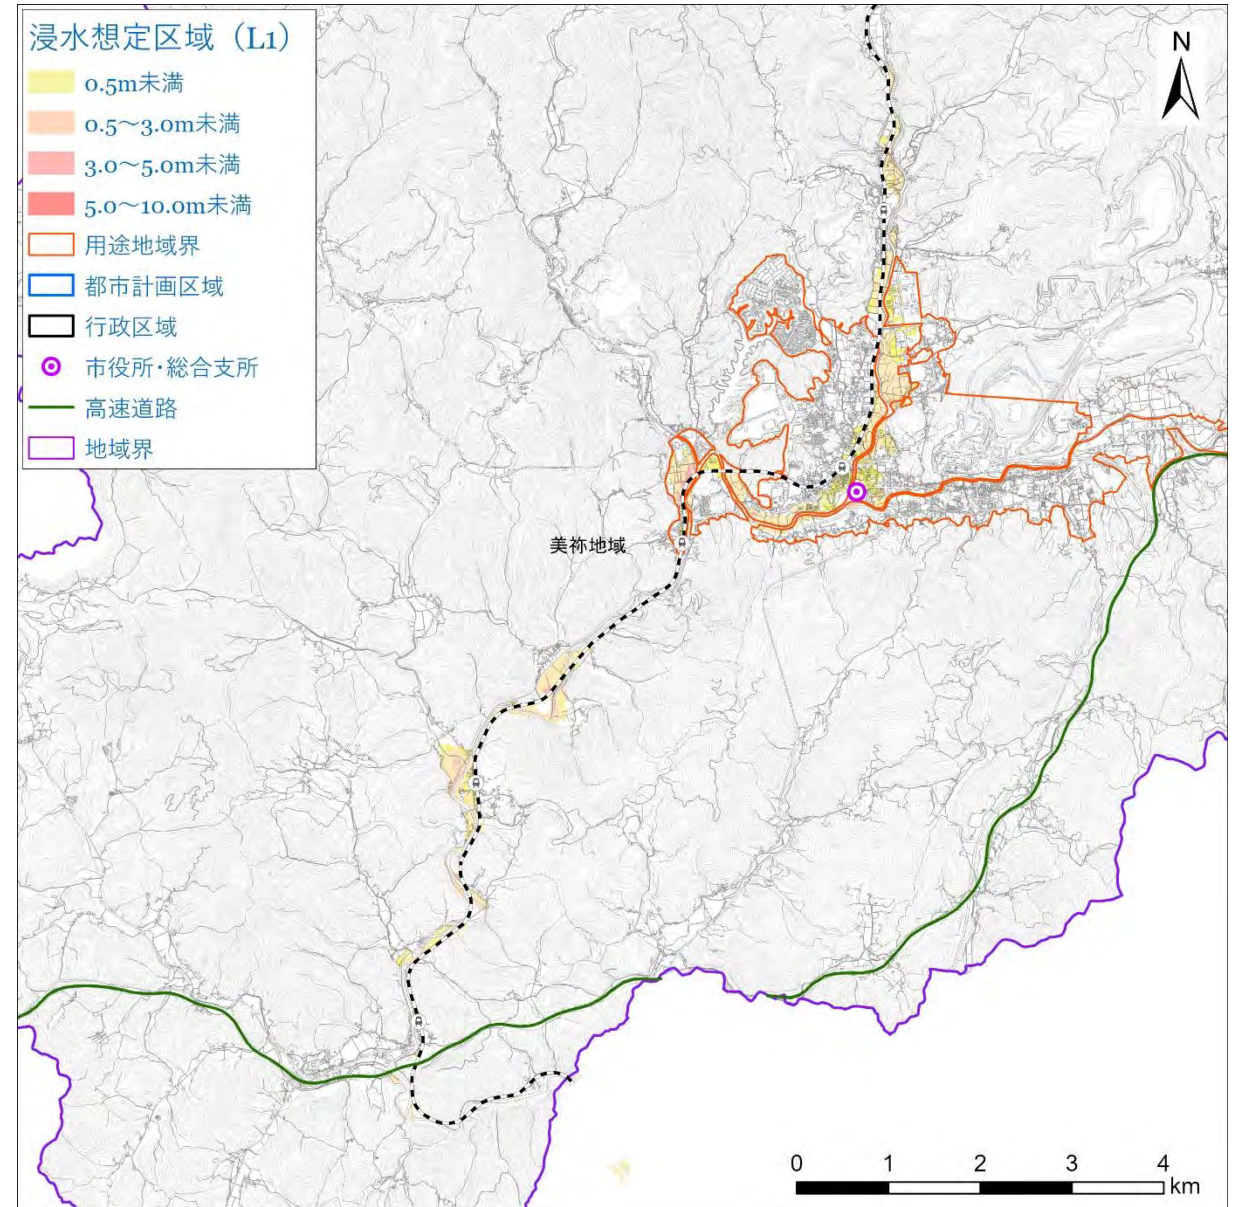 浸水想定区域（L1）
0.5m未満
0.5～3.0m未満
3.0～5.0m未満
5.0～10.0m未満
用途地域界
都市計画区域
行政区域
市役所・総合支所
高速道路
地域界
N
美祢地域
0 1 2 3 4
km